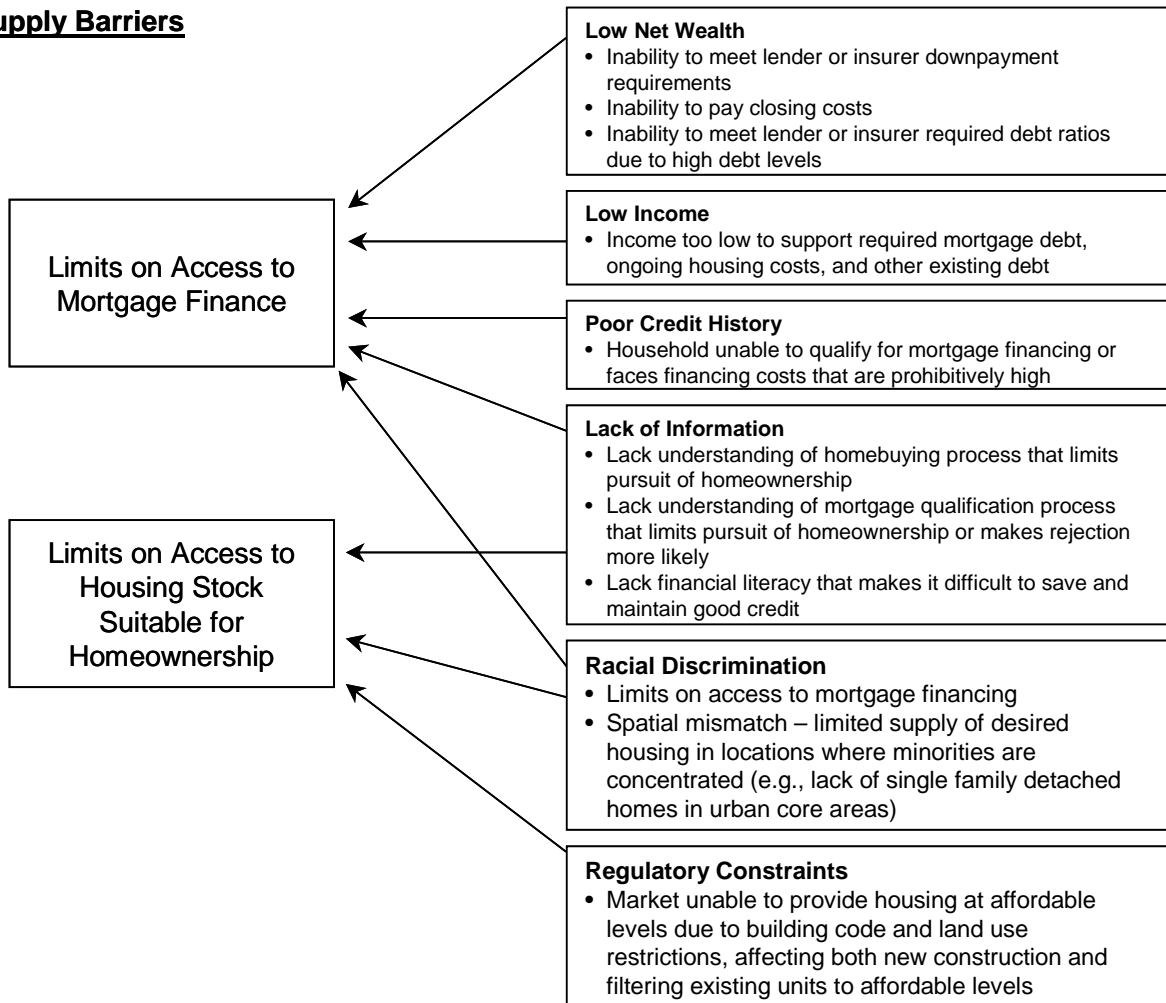 upply Barriers
Low Net Wealth
• Inability to meet lender or insurer downpayment
requirements
• Inability to pay closing costs
• Inability to meet lender or insurer required debt ratios
due to high debt levels
Limits on Access to
Mortgage Finance
Low Income
• Income too low to support required mortgage debt,
ongoing housing costs, and other existing debt
Poor Credit History
• Household unable to qualify for mortgage financing or
faces financing costs that are prohibitively high
Lack of Information
• Lack understanding of homebuying process that limits
pursuit of homeownership
• Lack understanding of mortgage qualification process
that limits pursuit of homeownership or makes rejection
more likely
• Lack financial literacy that makes it difficult to save and
maintain good credit
Limits on Access to
Housing Stock
Suitable for
Homeownership
Racial Discrimination
• Limits on access to mortgage financing
• Spatial mismatch – limited supply of desired
housing in locations where minorities are
concentrated (e.g., lack of single family detached
homes in urban core areas)
Regulatory Constraints
• Market unable to provide housing at affordable
levels due to building code and land use
restrictions, affecting both new construction and
filtering existing units to affordable levels